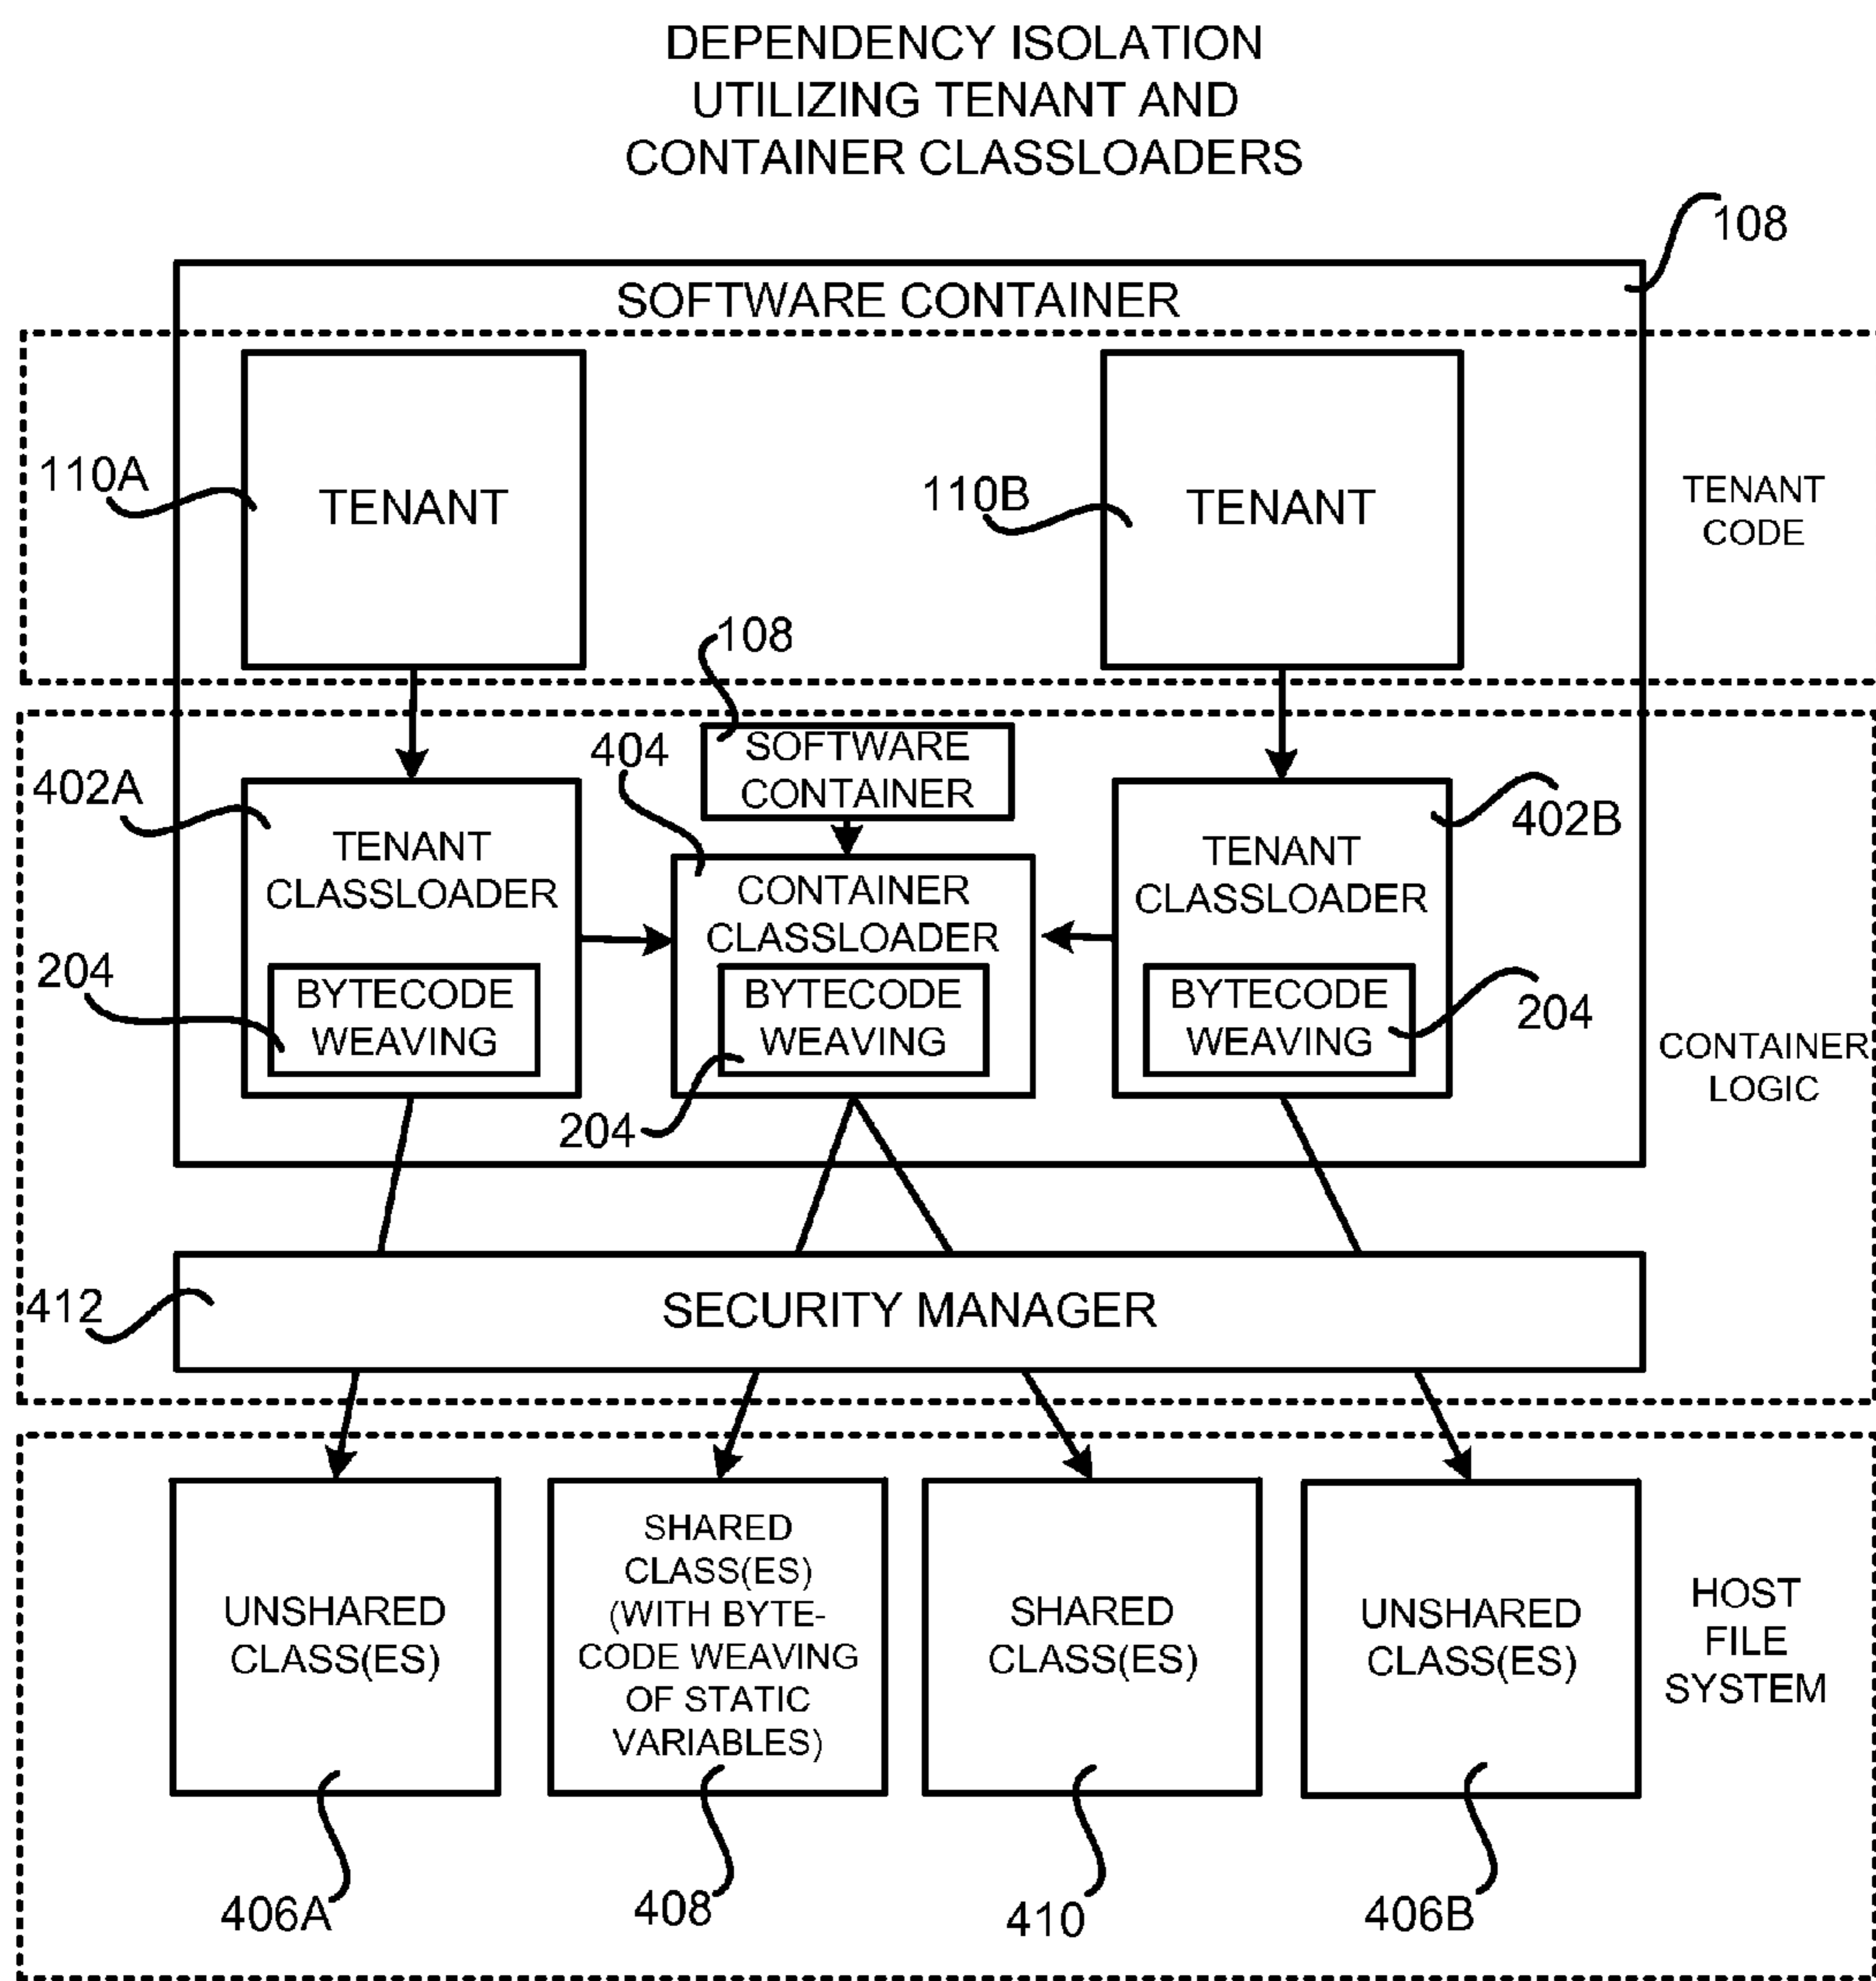 DEPENDENCY ISOLATION
UTILIZING TENANT AND
CONTAINER CLASSLOADERS
108
SOFTWARE CONTAINER
110A
TENANT
110B
TENANT
TENANT
CODE
108
SOFTWARE
CONTAINER
404
402A
TENANT
CLASSLOADER
204
BYTECODE
WEAVING
CONTAINER
CLASSLOADER
BYTECODE
WEAVING
204
402B
TENANT
CLASSLOADER
BYTECODE
WEAVING
204
CONTAINER
LOGIC
412
SECURITY MANAGER
UNSHARED
CLASS(ES)
SHARED
CLASS(ES)
(WITH BYTE-
CODE WEAVING
OF STATIC
VARIABLES)
SHARED
CLASS(ES)
UNSHARED
CLASS(ES)
HOST
FILE
SYSTEM
406A
408
410
406B